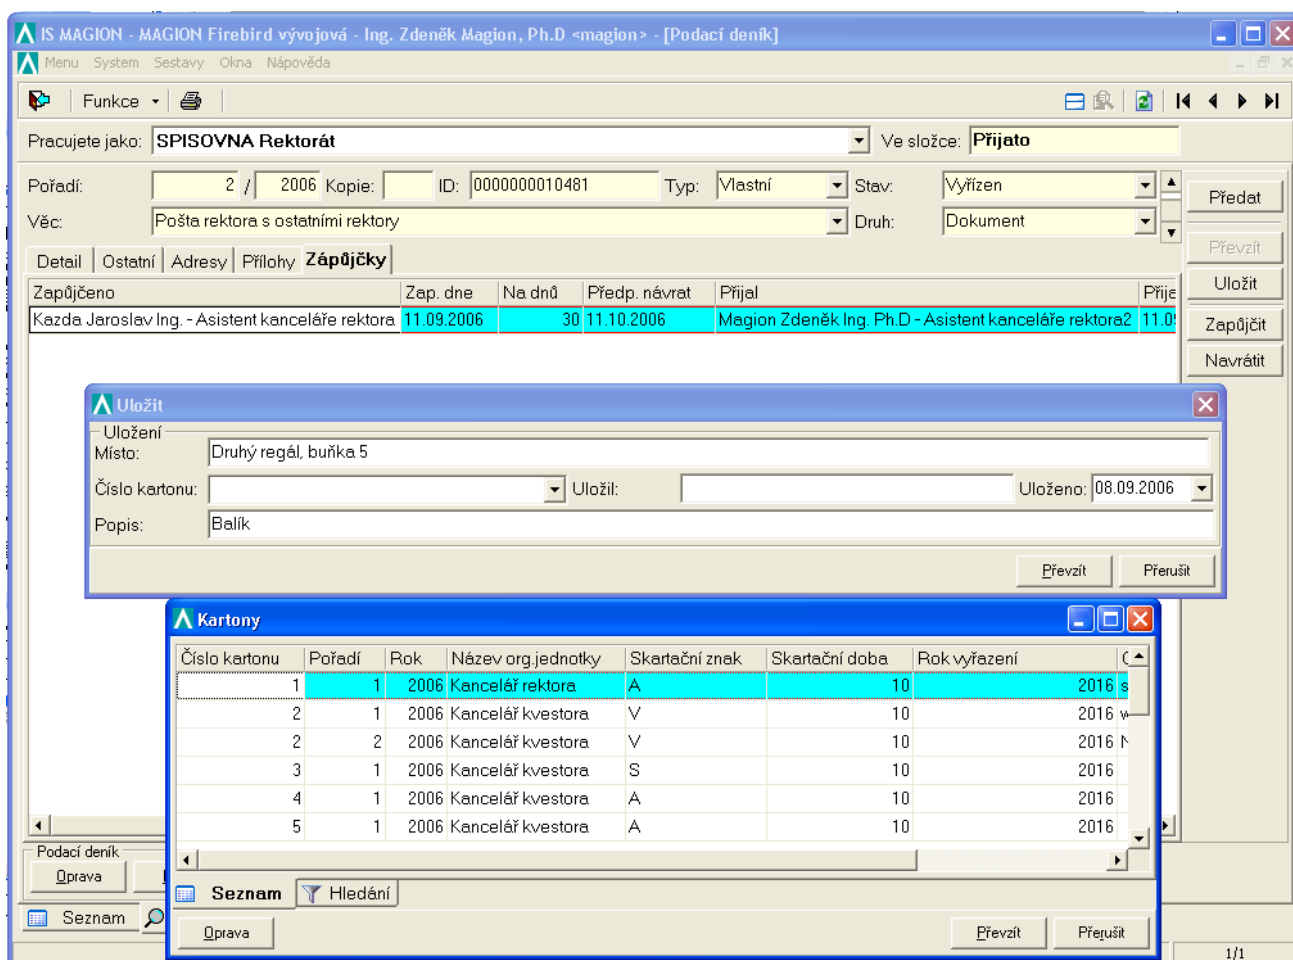 IS MAGION - MAGION Firebird vývojová - Ing. Zdeněk Magion, Ph.D <magion> - [Podací deník]
Menu System Sestavy Okna Nápověda
Funkce
Pracujete jako: SPISOVNA Rektorát Ve složce: Přijato
Pořadí: 2 / 2006 Kopie: ID: 0000000010481 Typ: Vlastní Stav: Vyřízen
Věc: Pošta rektora s ostatními rektory Druh: Dokument
Předat
Převzít
Uložit
Zapůjčit
Navrátit
Detail Ostatní Adresy Přílohy Zápůjčky
Zapůjčeno Zap. dne Na dnů Předp. návrat Přijal Přije
Kazda Jaroslav Ing. - Asistent kanceláře rektora 11.09.2006 30 11.10.2006 Magion Zdeněk Ing. Ph.D - Asistent kanceláře rektora2 11.0
Uložit
Uložení
Místo: Druhý regál, buňka 5
Číslo kartonu: Uložil: Uloženo: 08.09.2006
Popis: Balík
Převzít Přerušit
Kartony
Číslo kartonu Pořadí Rok Název org.jednotky Skartační znak Skartační doba Rok vyřazení
1 1 2006 Kancelář rektora A 10 2016 s
2 1 2006 Kancelář kvestora V 10 2016 w
2 2 2006 Kancelář kvestora V 10 2016 N
3 1 2006 Kancelář kvestora S 10 2016
4 1 2006 Kancelář kvestora A 10 2016
5 1 2006 Kancelář kvestora A 10 2016
Seznam Hledání
Oprava Převzít Přerušit
Podací deník
Oprava
Seznam
1/1